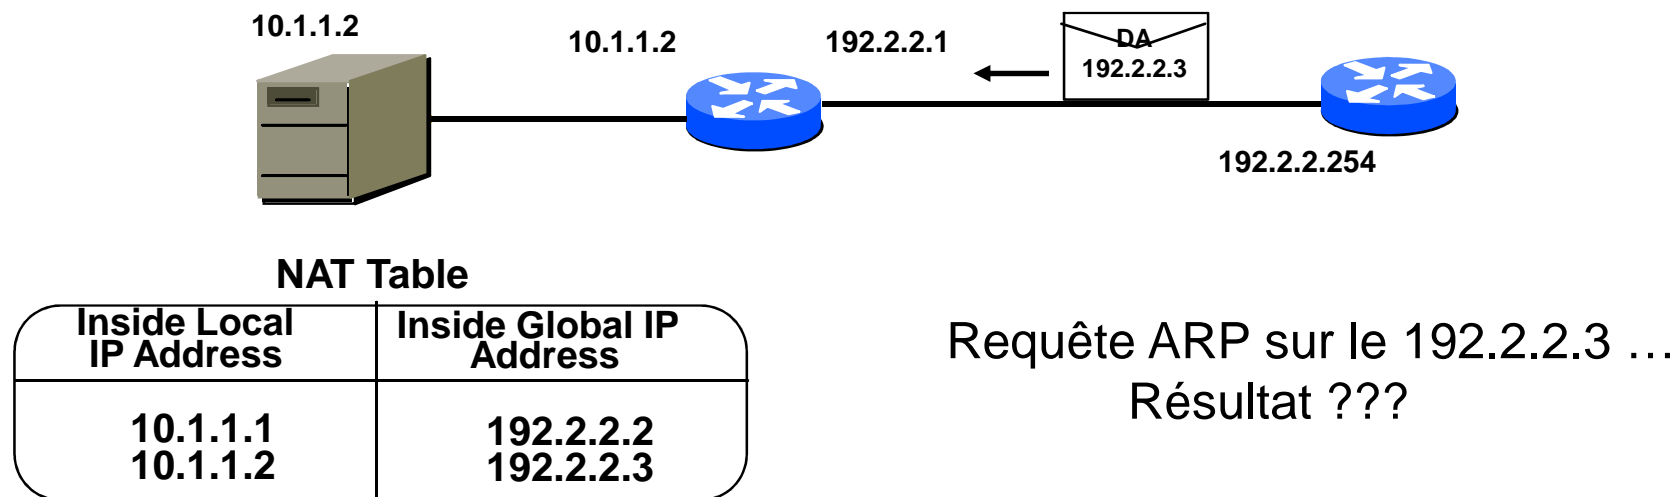 10.1.1.2
10.1.1.2
192.2.2.1
DA
192.2.2.3
192.2.2.254
NAT Table
Inside Local
IP Address
Inside Global IP
Address
10.1.1.1
192.2.2.2
10.1.1.2
192.2.2.3
Requête ARP sur le 192.2.2.3 …
Résultat ???